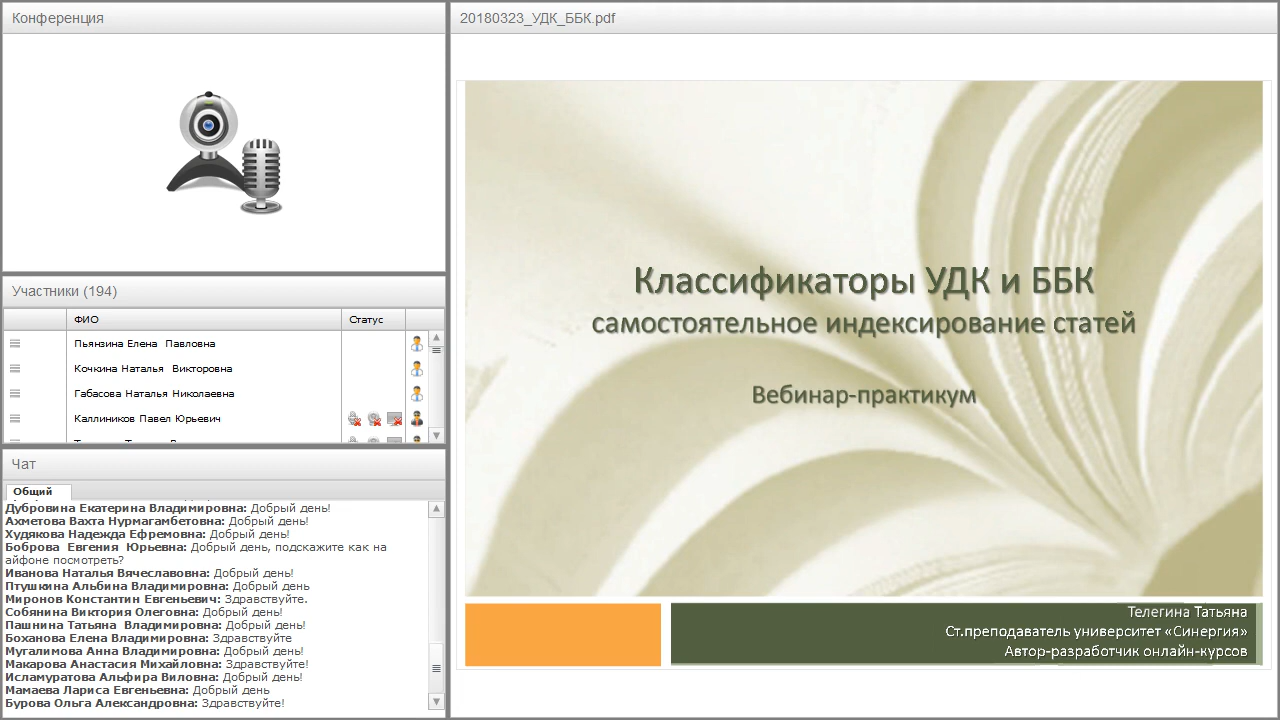 Конференция
20180323_УДК_ББК.pdf
Классификаторы УДК и ББК
самостоятельное индексирование статей
Вебинар-практикум
Телегина Татьяна
Ст.преподаватель университет «Синергия»
Автор-разработчик онлайн-курсов
Участники (194)
ФИО Статус
Пьянзина Елена Павловна
Кочкина Наталья Викторовна
Габасова Наталья Николаевна
Каллиников Павел Юрьевич
Чат
Общий
Дубровина Екатерина Владимировна: Добрый день!
Ахметова Вахта Нурмагамбетовна: Добрый день!
Худякова Надежда Ефремовна: Добрый день!
Боброва Евгения Юрьевна: Добрый день, подскажите как на
айфоне посмотреть?
Иванова Наталья Вячеславовна: Добрый день!
Птушкина Альбина Владимировна: Добрый день
Миронов Константин Евгеньевич: Здравствуйте.
Собянина Виктория Олеговна: Добрый день!
Пашнина Татьяна Владимировна: Добрый день!
Боханова Елена Владимировна: Здравствуйте
Мугалимова Анна Владимировна: Добрый день!
Макарова Анастасия Михайловна: Здравствуйте!
Исламуратова Альфира Виловна: Добрый день!
Мамаева Лариса Евгеньевна: Добрый день
Бурова Ольга Александровна: Здравствуйте!